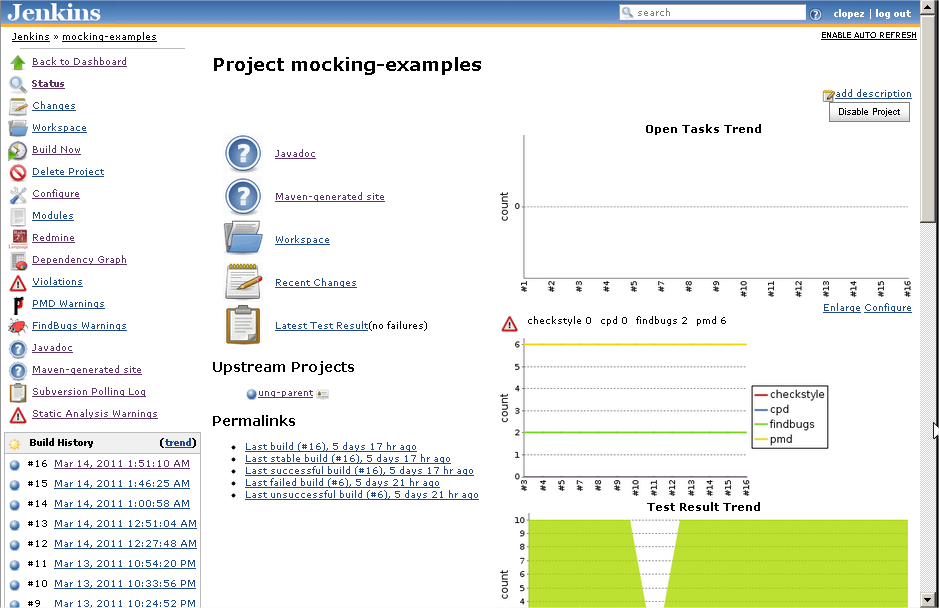 Jenkins
search
? clopez | log out
Jenkins » mocking-examples
ENABLE AUTO REFRESH
Back to Dashboard
Status
Changes
Workspace
Build Now
Delete Project
Configure
Modules
Redmine
Dependency Graph
Violations
PMD Warnings
FindBugs Warnings
Javadoc
Maven-generated site
Subversion Polling Log
Static Analysis Warnings
Build History (trend)
#16 Mar 14, 2011 1:51:10 AM
#15 Mar 14, 2011 1:46:25 AM
#14 Mar 14, 2011 1:00:58 AM
#13 Mar 14, 2011 12:51:04 AM
#12 Mar 14, 2011 12:27:48 AM
#11 Mar 13, 2011 10:54:20 PM
#10 Mar 13, 2011 10:33:56 PM
#9 Mar 13, 2011 10:24:52 PM
Project mocking-examples
add description
Disable Project
Javadoc
Maven-generated site
Workspace
Recent Changes
Latest Test Result(no failures)
Upstream Projects
ung-parent
Permalinks
Last build (#16), 5 days 17 hr ago
Last stable build (#16), 5 days 17 hr ago
Last successful build (#16), 5 days 17 hr ago
Last failed build (#6), 5 days 21 hr ago
Last unsuccessful build (#6), 5 days 21 hr ago
Open Tasks Trend
count
0
#1 #2 #3 #4 #5 #6 #7 #8 #9 #10 #11 #12 #13 #14 #15 #16
Enlarge Configure
checkstyle 0 cpd 0 findbugs 2 pmd 6
count
6
5
4
3
2
1
0
#3 #4 #5 #7 #8 #9 #10 #11 #12 #13 #14 #15 #16
checkstyle
cpd
findbugs
pmd
Test Result Trend
count
10
9
8
7
6
5
4